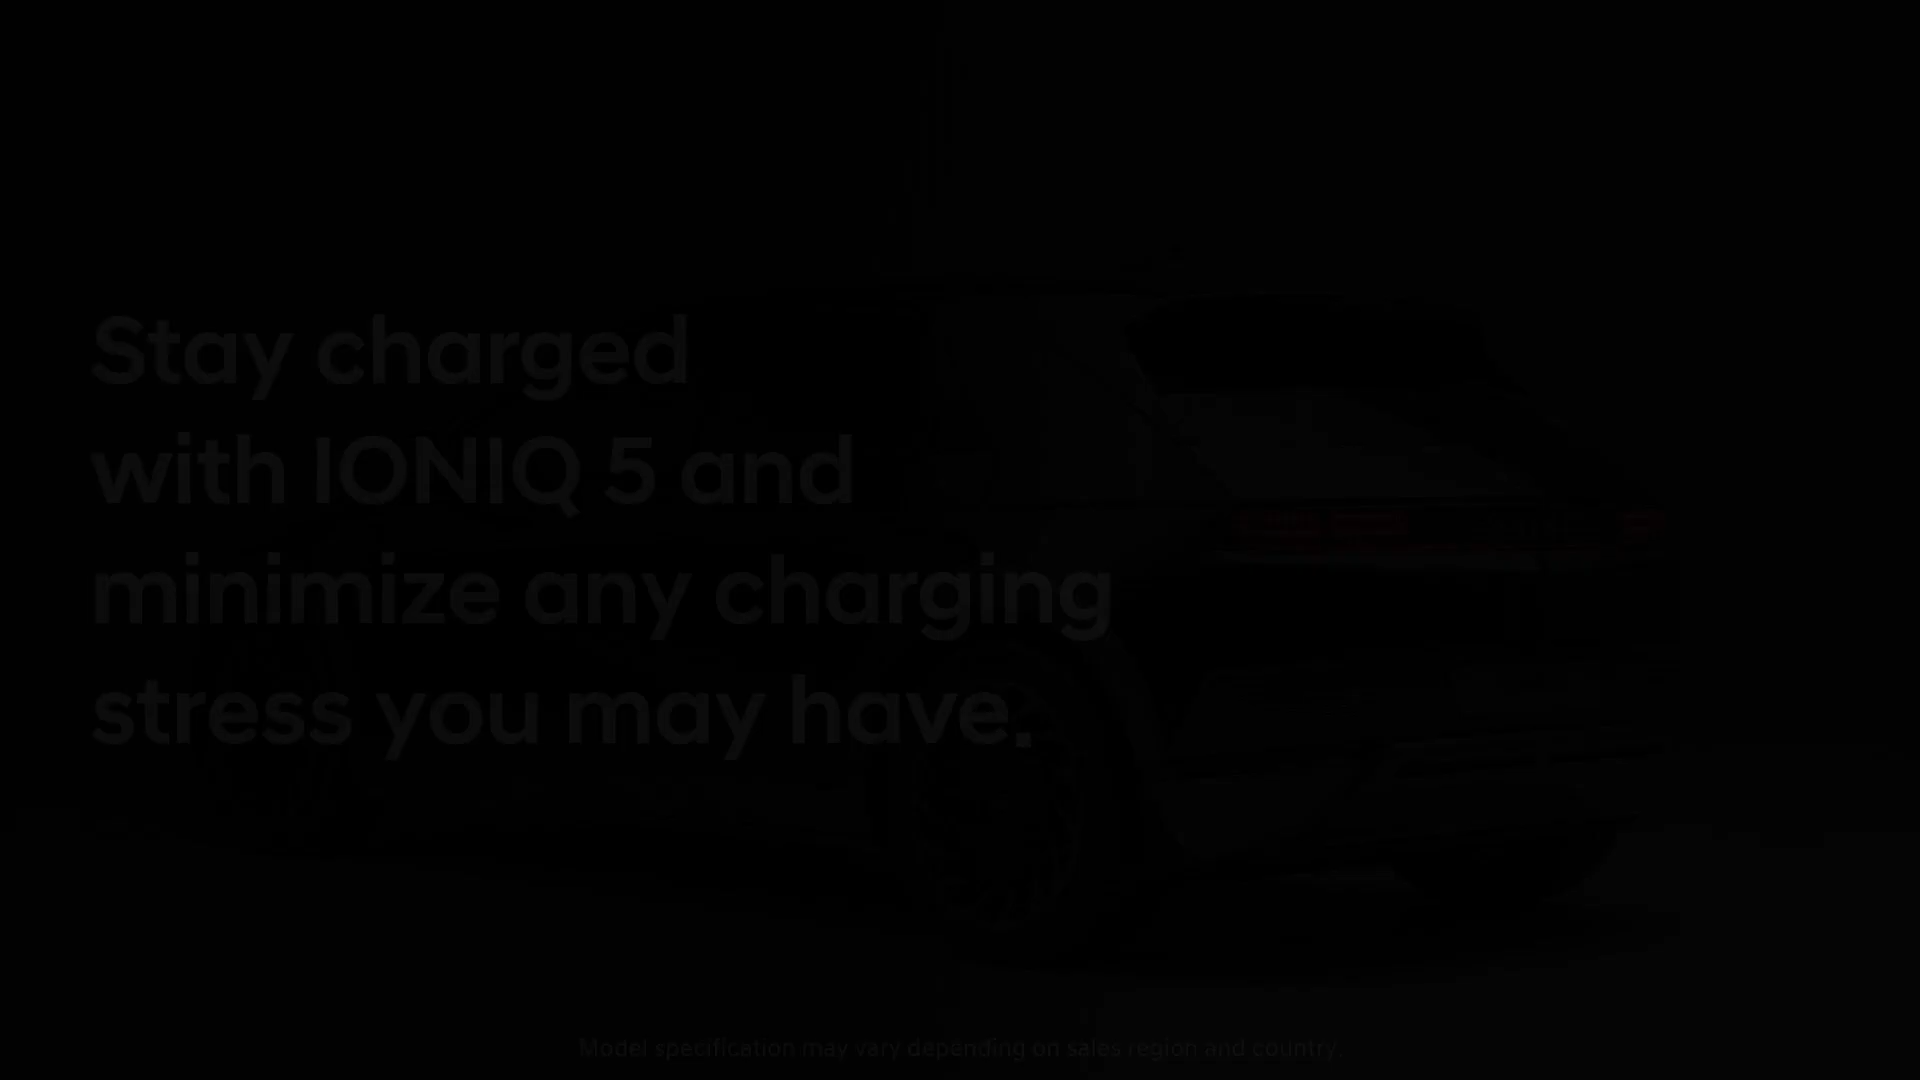 Stay charged
with IONIQ 5 and
minimize any charging
stress you may have.
Model specification may vary depending on sales region and country.